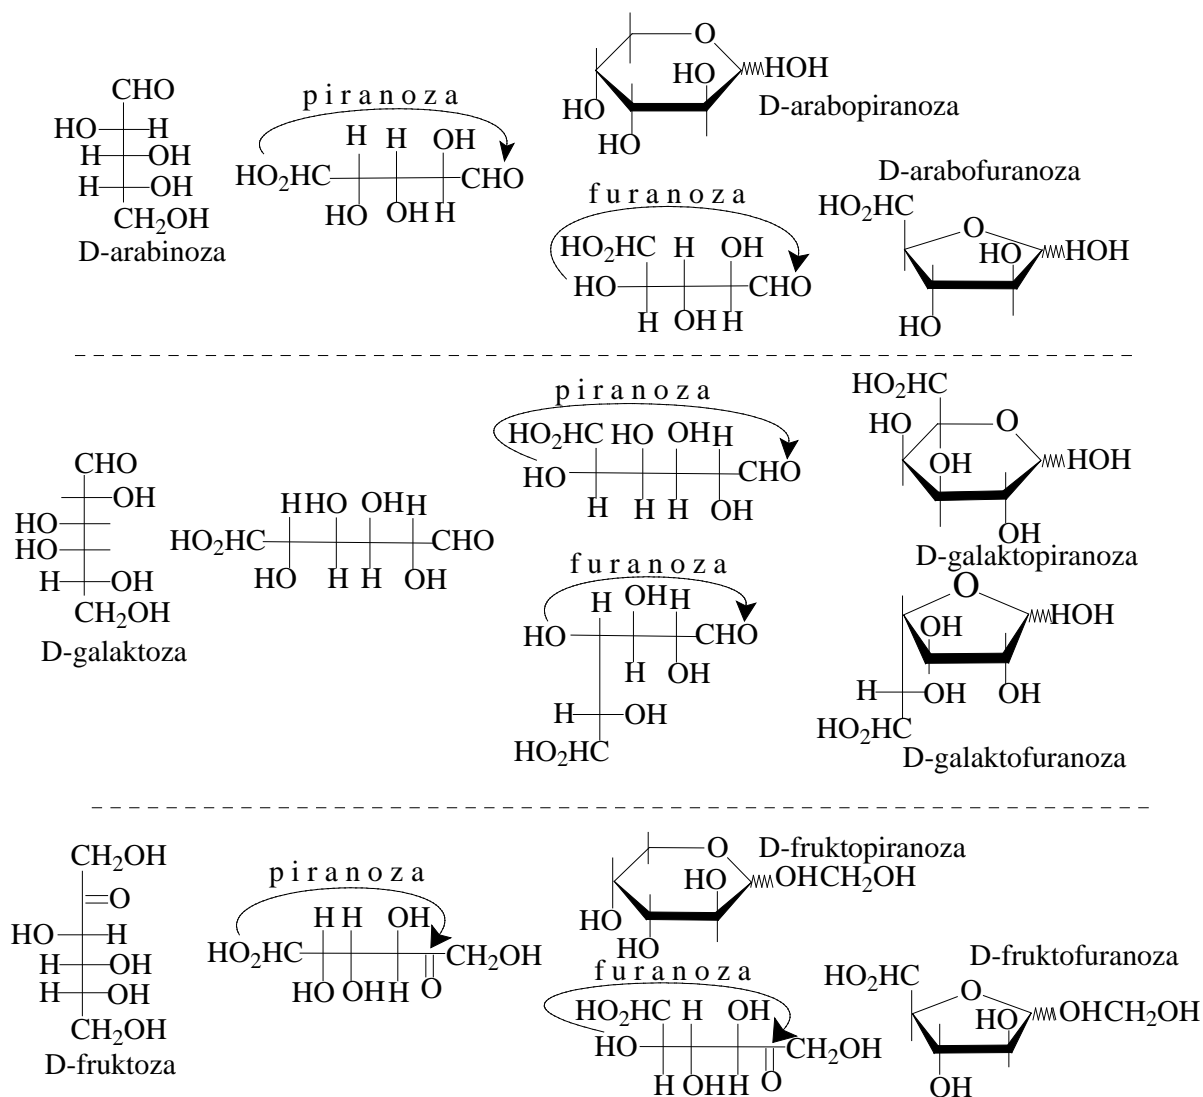 CHO
HO H
H OH
H OH
CH2OH
D-arabinoza
piranoza
H H OH
HO2HC CHO
HO OH H
O
HO HOH
HO
HO
D-arabopiranoza
furanoza
HO2HC H OH
HO CHO
H OH H
D-arabofuranoza
HO2HC
O
HO HOH
HO
CHO
OH
HO
HO
H OH
CH2OH
D-galaktoza
H HO OH H
HO2HC CHO
HO H H OH
piranoza
HO2HC HO OH H
HO CHO
H H H OH
HO2HC
HO O
OH HOH
OH
D-galaktopiranoza
furanoza
H OH H
HO CHO
H OH
H OH
HO2HC
O
OH HOH
H OH OH
HO2HC
D-galaktofuranoza
CH2OH
O
HO H
H OH
H OH
CH2OH
D-fruktoza
piranoza
H H OH
HO2HC CH2OH
HO OH H O
O
D-fruktopiranoza
HO OHCH2OH
HO
HO
furanoza
HO2HC H OH
HO CH2OH
H OH H O
D-fruktofuranoza
HO2HC O
HO OHCH2OH
OH